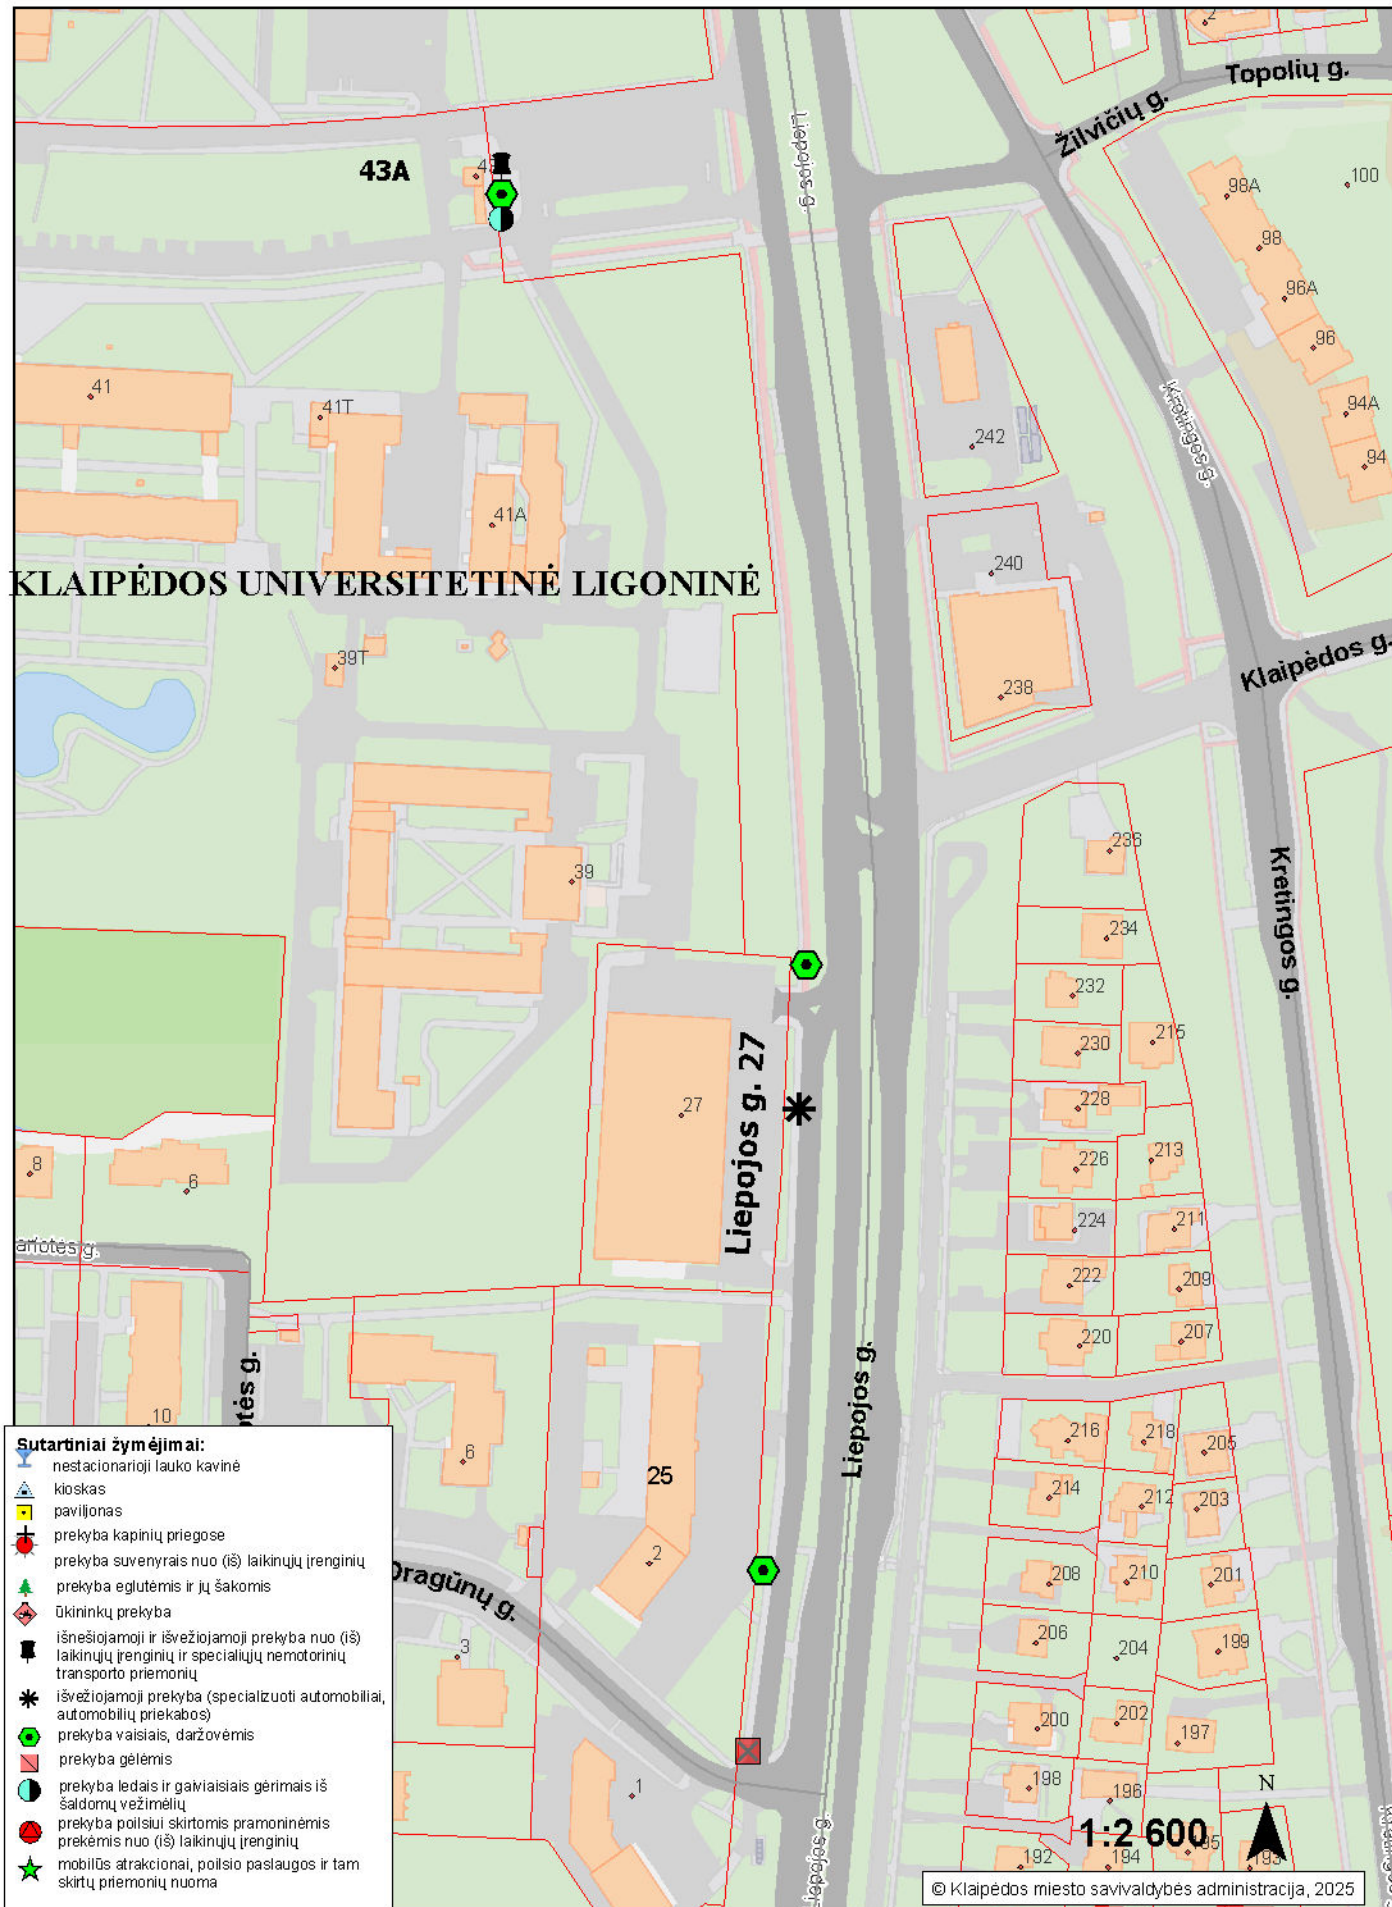 Topolių g.
Žilvičių g.
Liepojos g.
43A
2
100
98A
98
96A
96
94A
94
Kretingos g.
41
41T
41A
242
240
KLAIPĖDOS UNIVERSITETINĖ LIGONINĖ
39T
238
Klaipėdos g.
236
39
234
Kretingos g.
232
230
215
Liepojos g. 27
27
228
226
213
8
6
224
211
222
209
220
207
Liepojos g.
10
6
25
216
218
205
214
212
203
2
208
210
201
Dragūnų g.
3
206
204
199
200
202
197
1
198
196
192
194
195
193
Liepojos g.
N
1:2 600
Sutartiniai žymėjimai:
nestacionarioji lauko kavinė
kioskas
paviljonas
prekyba kapinių priegose
prekyba suvenyrais nuo (iš) laikinųjų įrenginių
prekyba eglutėmis ir jų šakomis
ūkininkų prekyba
išnešiojamoji ir išvežiojamoji prekyba nuo (iš)
laikinųjų įrenginių ir specialiųjų nemotorinių
transporto priemonių
išvežiojamoji prekyba (specializuoti automobiliai,
automobilių priekabos)
prekyba vaisiais, daržovėmis
prekyba gėlėmis
prekyba ledais ir gaiviaisiais gėrimais iš
šaldomų vežimėlių
prekyba poilsiui skirtomis pramoninėmis
prekėmis nuo (iš) laikinųjų įrenginių
mobilūs atrakcionai, poilsio paslaugos ir tam
skirtų priemonių nuoma
© Klaipėdos miesto savivaldybės administracija, 2025